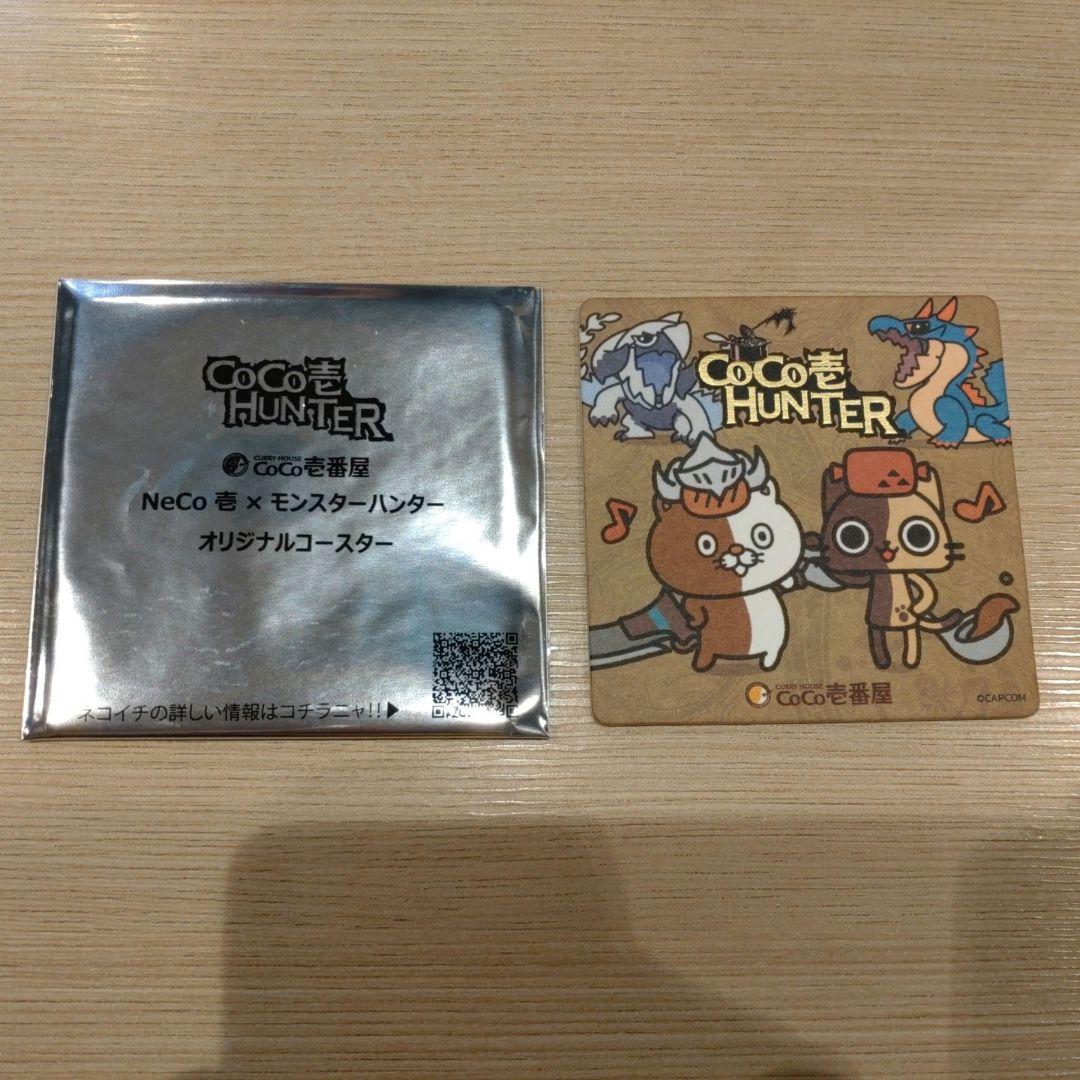 CoCo壱
HUNTER
CURRY HOUSE
CoCo壱番屋
NeCo 壱 × モンスターハンター
オリジナルコースター
ネコイチの詳しい情報はコチラニャ!!▶
CoCo壱
HUNTER
CURRY HOUSE
CoCo壱番屋
©CAPCOM